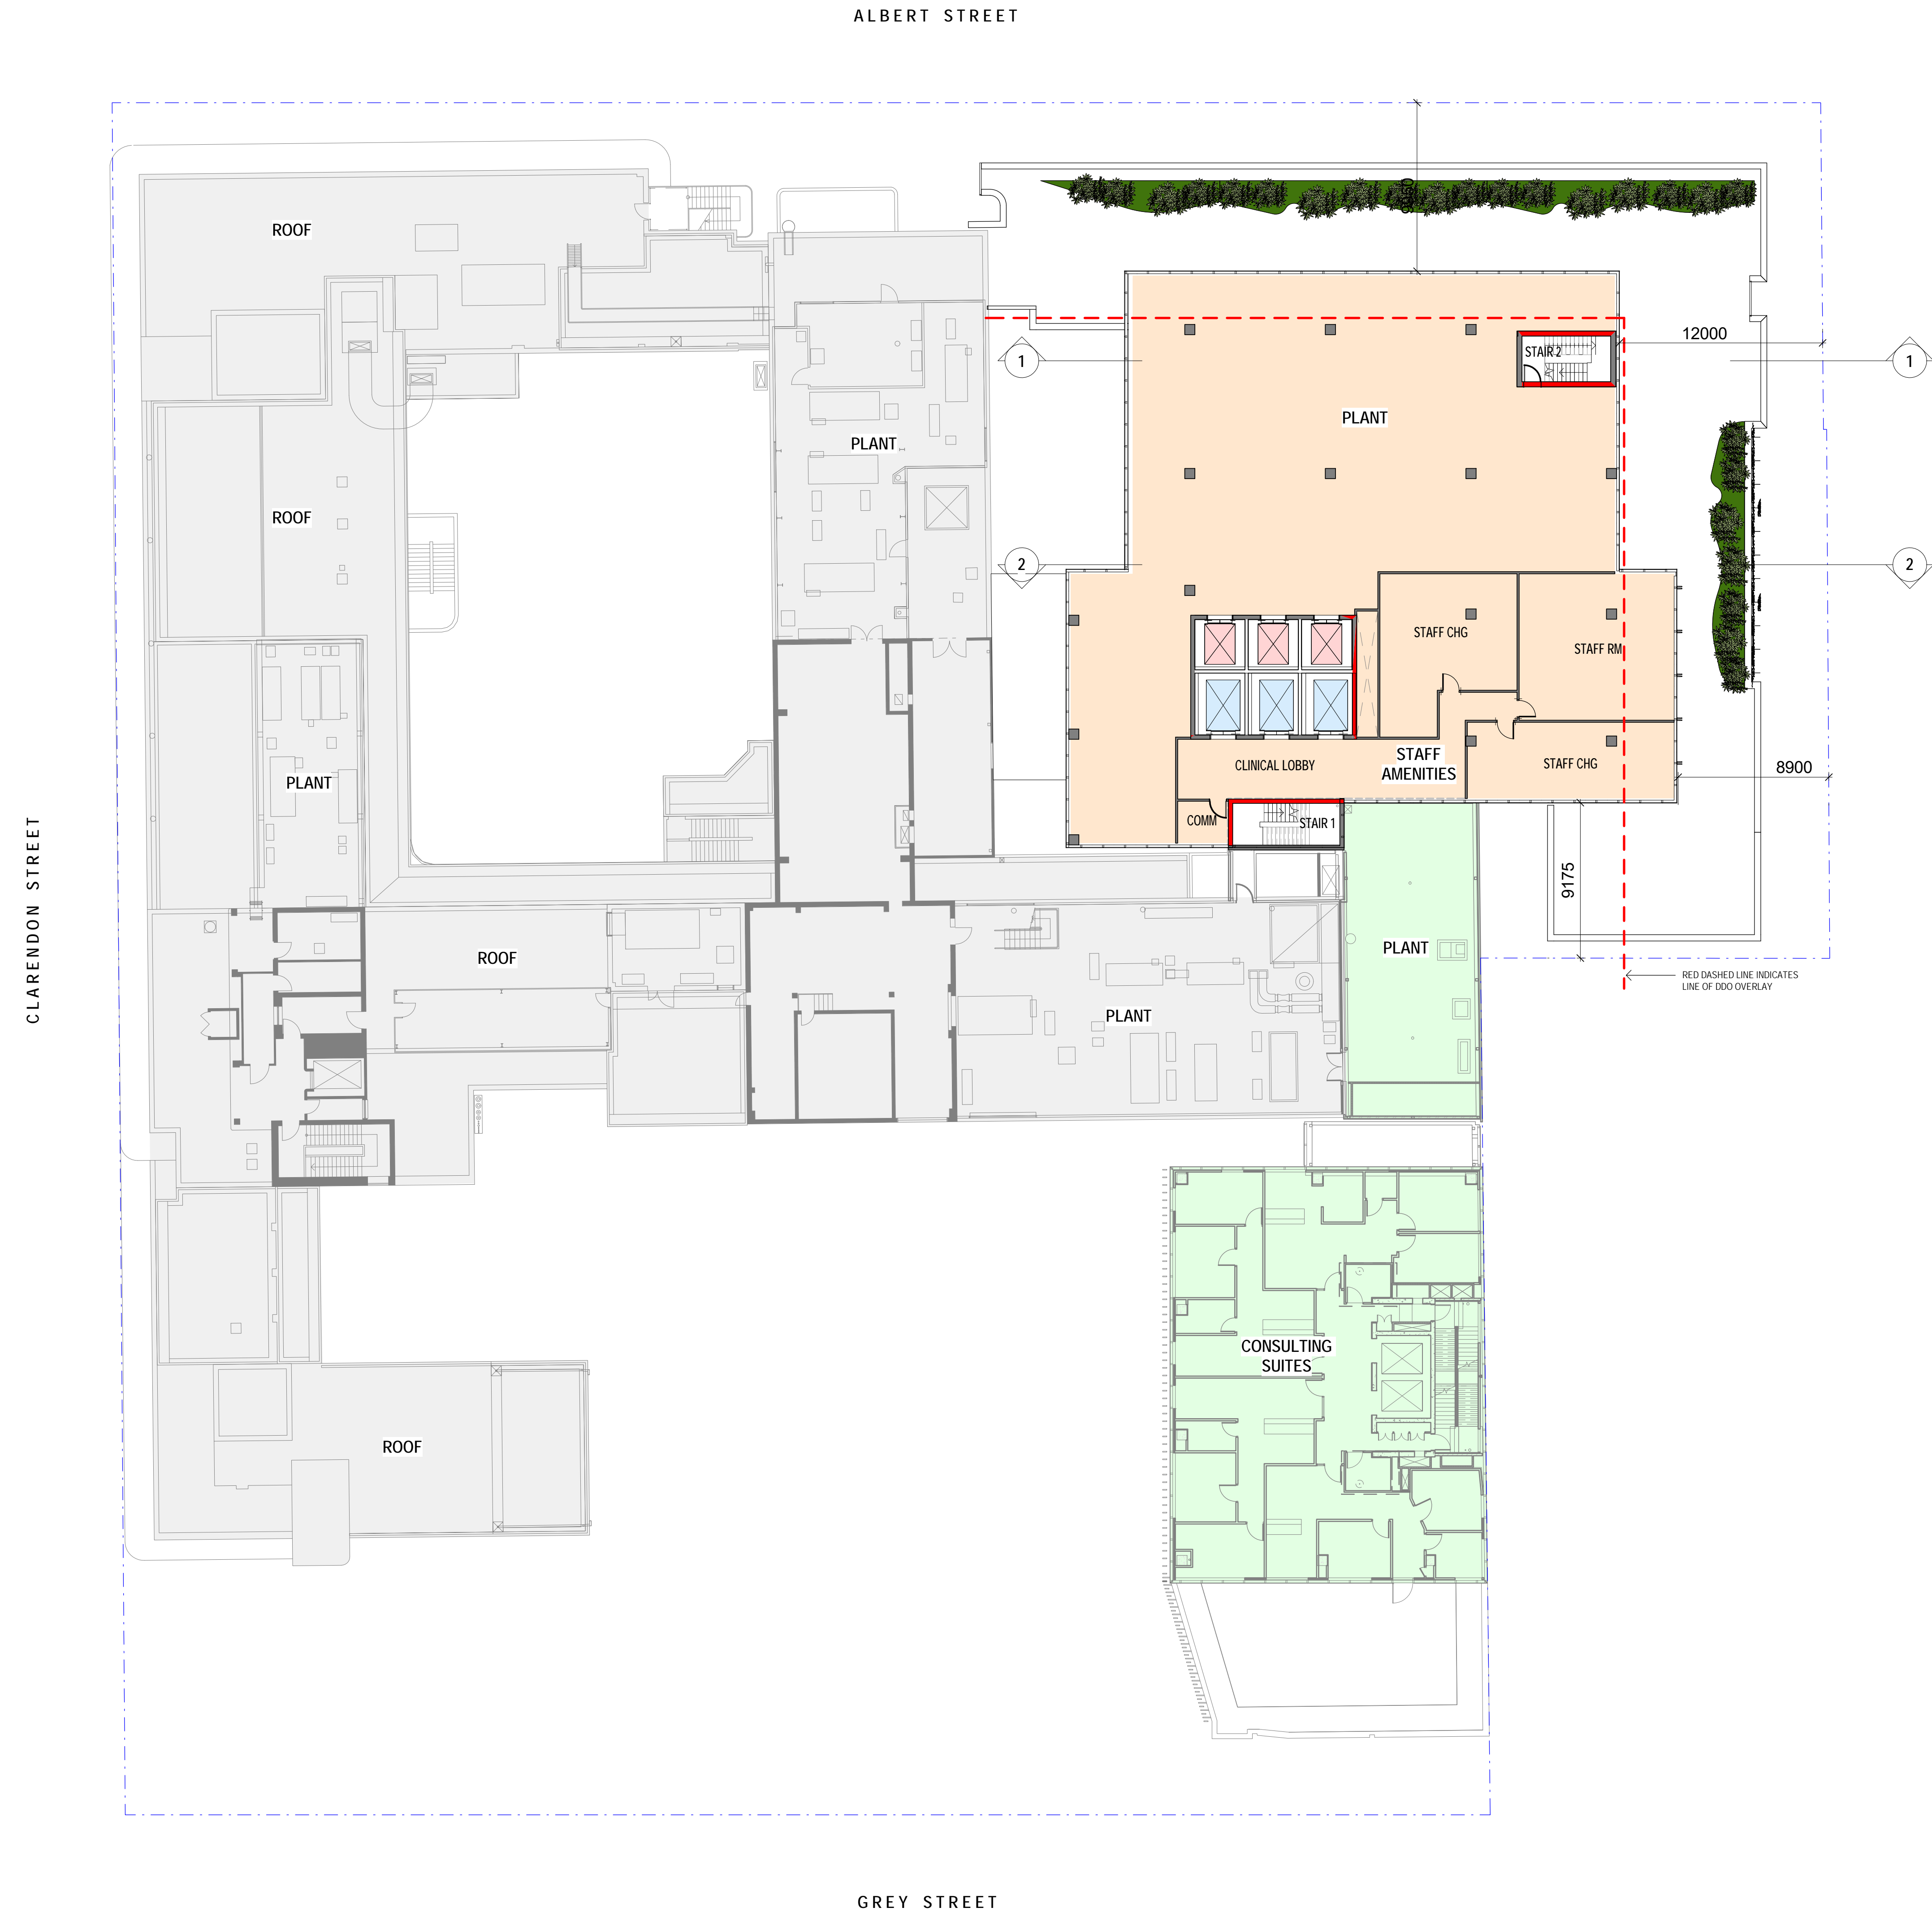 ALBERT STREET
ROOF
12000
STAIR 2
1
1
PLANT
PLANT
ROOF
2
2
STAFF CHG
STAFF RM
CLINICAL LOBBY
STAFF
AMENITIES
STAFF CHG
8900
PLANT
COMM
STAIR 1
9175
CLARENDON STREET
PLANT
ROOF
RED DASHED LINE INDICATES
LINE OF DDO OVERLAY
PLANT
CONSULTING
SUITES
ROOF
GREY STREET